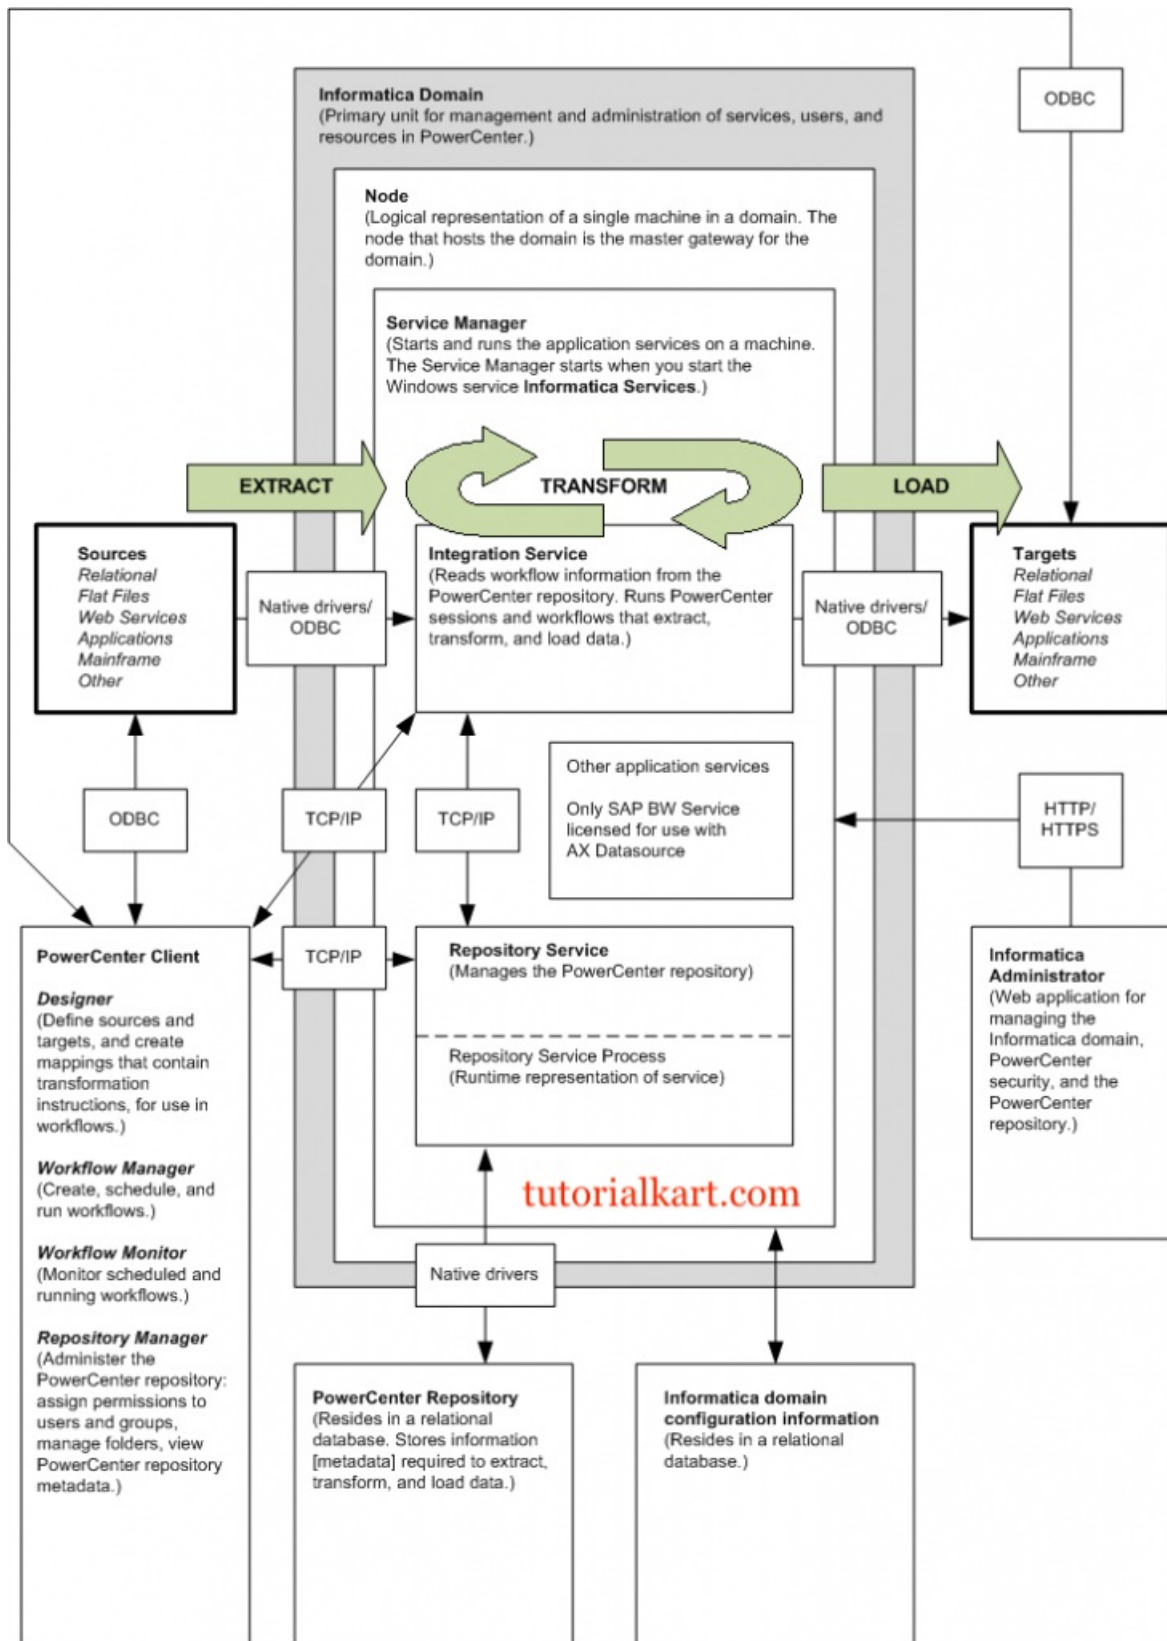 ODBC
Informatica Domain
(Primary unit for management and administration of services, users, and
resources in PowerCenter.)
Node
(Logical representation of a single machine in a domain. The
node that hosts the domain is the master gateway for the
domain.)
Service Manager
(Starts and runs the application services on a machine.
The Service Manager starts when you start the
Windows service Informatica Services.)
EXTRACT
TRANSFORM
LOAD
Sources
Relational
Flat Files
Web Services
Applications
Mainframe
Other
Native drivers/
ODBC
Integration Service
(Reads workflow information from the
PowerCenter repository. Runs PowerCenter
sessions and workflows that extract,
transform, and load data.)
Native drivers/
ODBC
Targets
Relational
Flat Files
Web Services
Applications
Mainframe
Other
ODBC
TCP/IP
TCP/IP
Other application services
Only SAP BW Service
licensed for use with
AX Datasource
HTTP/
HTTPS
PowerCenter Client
Designer
(Define sources and
targets, and create
mappings that contain
transformation
instructions, for use in
workflows.)
Workflow Manager
(Create, schedule, and
run workflows.)
Workflow Monitor
(Monitor scheduled and
running workflows.)
Repository Manager
(Administer the
PowerCenter repository:
assign permissions to
users and groups,
manage folders, view
PowerCenter repository
metadata.)
TCP/IP
Repository Service
(Manages the PowerCenter repository)
Repository Service Process
(Runtime representation of service)
Informatica
Administrator
(Web application for
managing the
Informatica domain,
PowerCenter
security, and the
PowerCenter
repository.)
tutorialkart.com
Native drivers
PowerCenter Repository
(Resides in a relational
database. Stores information
[metadata] required to extract,
transform, and load data.)
Informatica domain
configuration information
(Resides in a relational
database.)